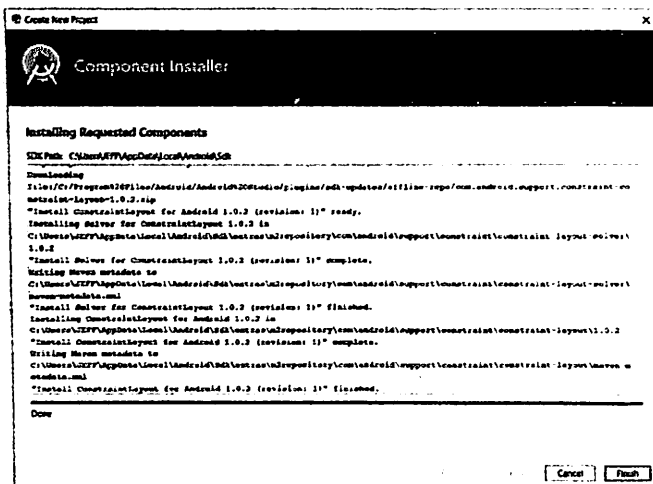 Create New Project
Component Installer
Installing Requested Components
SDK Path: C:\Users\JEFF\AppData\Local\Android\Sdk
Downloading
file:/C:/Program%20Files/Android/Android%20Studio/plugins/sdk-updates/offline-repo/com.android.support.constraint-co
nstraint-layout-1.0.2.zip
"Install ConstraintLayout for Android 1.0.2 (revision: 1)" ready.
Installing Solver for ConstraintLayout 1.0.2 in
C:\Users\JEFF\AppData\Local\Android\Sdk\extras\m2repository\com\android\support\constraint\constraint-layout-solver\
1.0.2
"Install Solver for ConstraintLayout 1.0.2 (revision: 1)" complete.
Writing Maven metadata to
C:\Users\JEFF\AppData\Local\Android\Sdk\extras\m2repository\com\android\support\constraint\constraint-layout-solver\
maven-metadata.xml
"Install Solver for ConstraintLayout 1.0.2 (revision: 1)" finished.
Installing ConstraintLayout for Android 1.0.2 in
C:\Users\JEFF\AppData\Local\Android\Sdk\extras\m2repository\com\android\support\constraint\constraint-layout\1.0.2
"Install ConstraintLayout for Android 1.0.2 (revision: 1)" complete.
Writing Maven metadata to
C:\Users\JEFF\AppData\Local\Android\Sdk\extras\m2repository\com\android\support\constraint\constraint-layout\maven-m
etadata.xml
"Install ConstraintLayout for Android 1.0.2 (revision: 1)" finished.
Done
Cancel
Finish